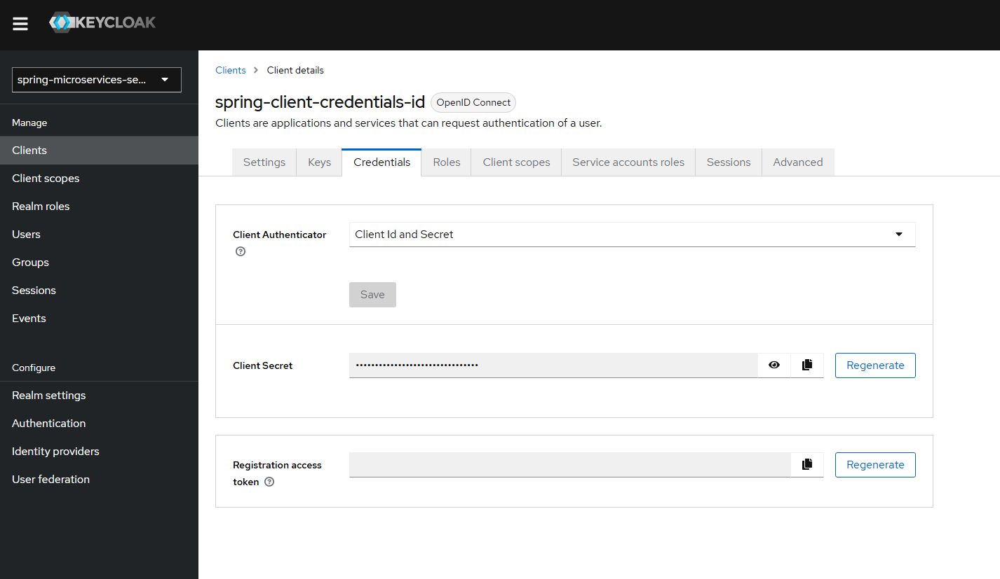 KEYCLOAK
spring-microservices-se...
Manage
Clients
Client scopes
Realm roles
Users
Groups
Sessions
Events
Configure
Realm settings
Authentication
Identity providers
User federation
Clients > Client details
spring-client-credentials-id OpenID Connect
Clients are applications and services that can request authentication of a user.
Settings Keys Credentials Roles Client scopes Service accounts roles Sessions Advanced
Client Authenticator Client Id and Secret
Save
Client Secret •••••••••••••••••••••••••••••••• Regenerate
Registration access Regenerate
token